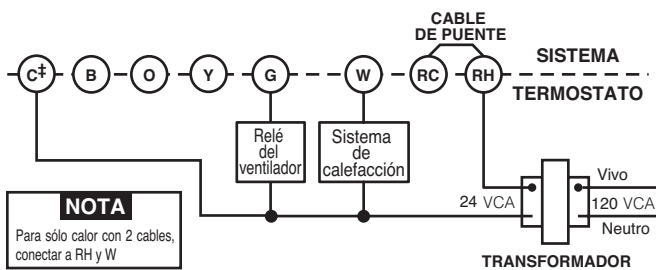 CABLE
DE PUENTE
SISTEMA
C‡ B O Y G W RC RH
TERMOSTATO
Relé
del
ventilador
Sistema
de
calefacción
Vivo
24 VCA
120 VCA
Neutro
TRANSFORMADOR
NOTA
Para sólo calor con 2 cables,
conectar a RH y W